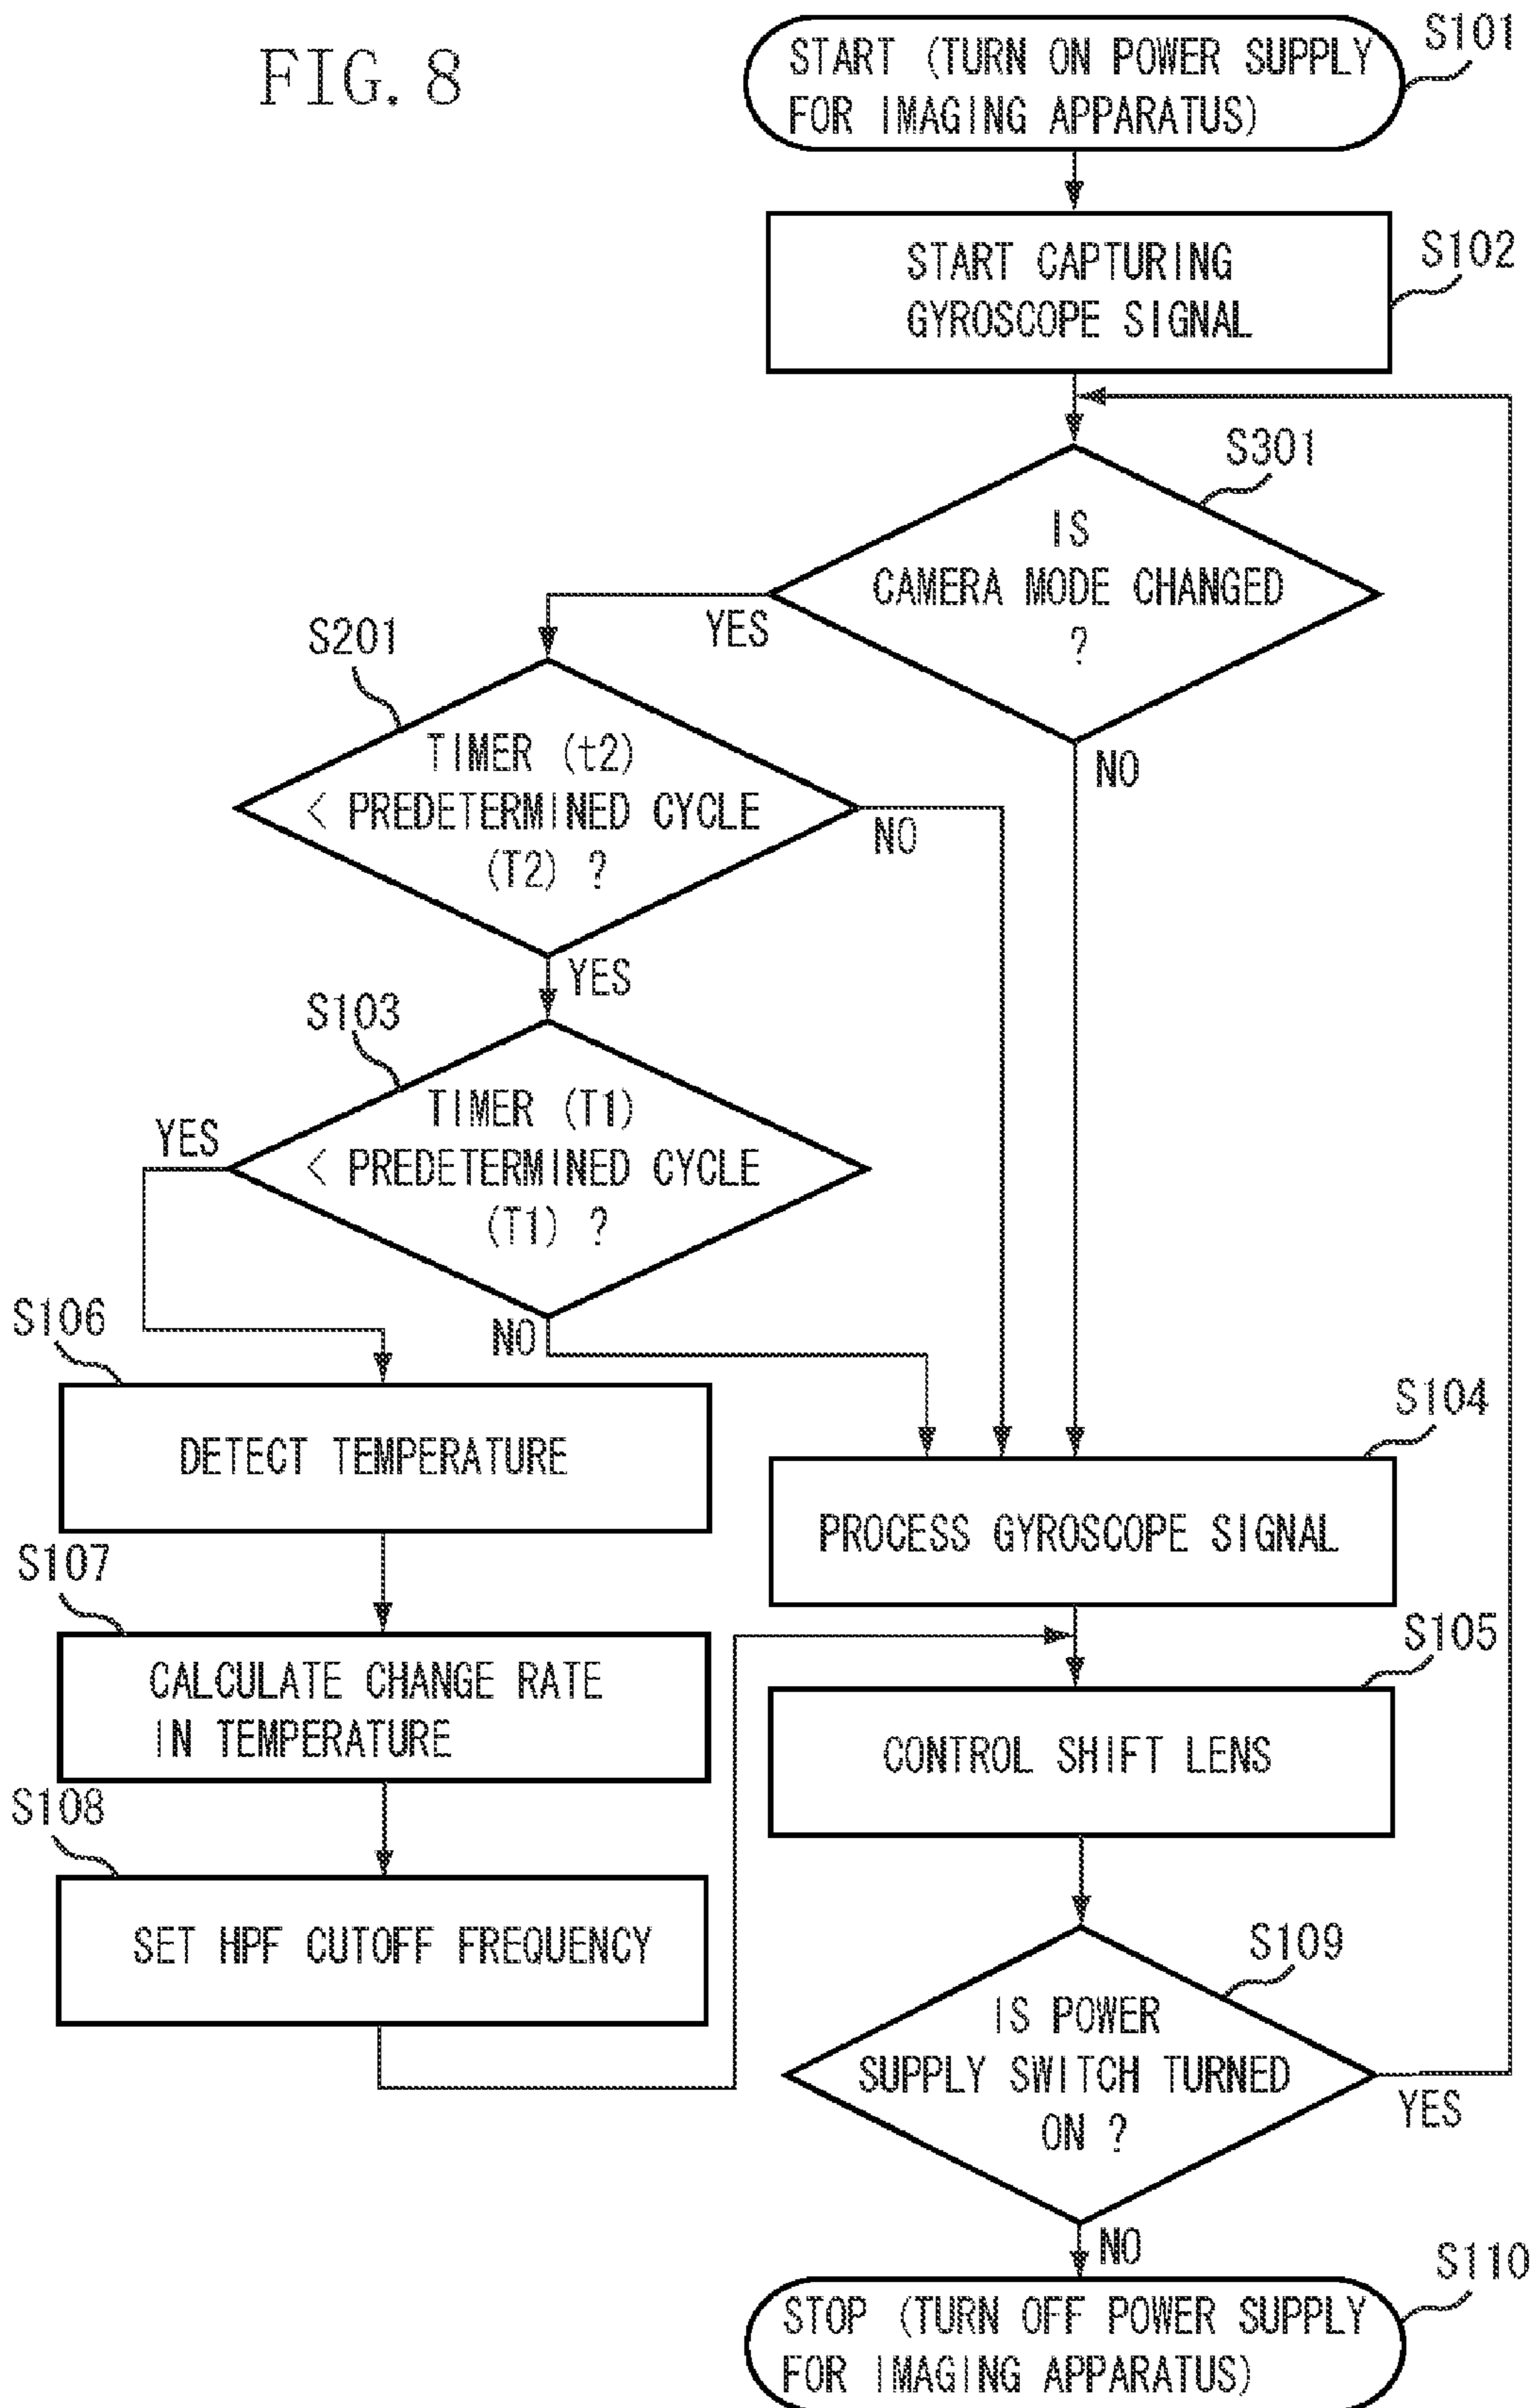 FIG. 8
START (TURN ON POWER SUPPLY
FOR IMAGING APPARATUS)
S101
START CAPTURING
GYROSCOPE SIGNAL
S102
S301
IS
CAMERA MODE CHANGED
?
YES
NO
S201
TIMER (t2)
< PREDETERMINED CYCLE
(T2) ?
NO
YES
S103
TIMER (T1)
< PREDETERMINED CYCLE
(T1) ?
YES
NO
S106
DETECT TEMPERATURE
S104
PROCESS GYROSCOPE SIGNAL
S107
CALCULATE CHANGE RATE
IN TEMPERATURE
S105
CONTROL SHIFT LENS
S108
SET HPF CUTOFF FREQUENCY
S109
IS POWER
SUPPLY SWITCH TURNED
ON ?
YES
NO
S110
STOP (TURN OFF POWER SUPPLY
FOR IMAGING APPARATUS)